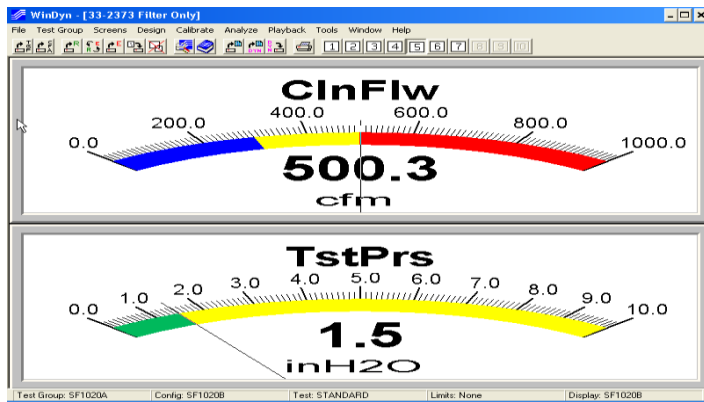 WinDyn - [33-2373 Filter Only]
File Test Group Screens Design Calibrate Analyze Playback Tools Window Help
1 2 3 4 5 6 7 8 9 10
ClnFlw
0.0 200.0 400.0 600.0 800.0 1000.0
500.3
cfm
TstPrs
0.0 1.0 2.0 3.0 4.0 5.0 6.0 7.0 8.0 9.0 10.0
1.5
inH2O
Test Group: SF1020A Config: SF1020B Test: STANDARD Limits: None Display: SF1020B